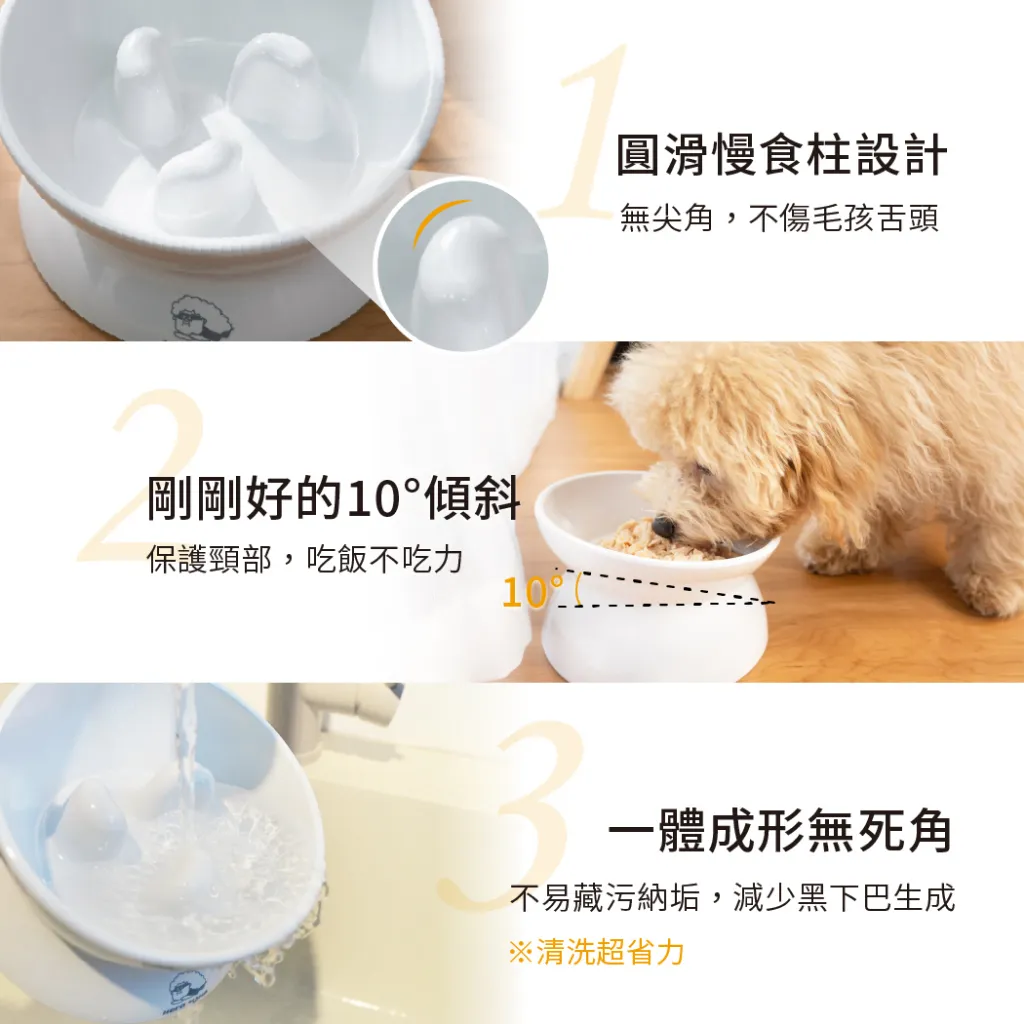 1
圓滑慢食柱設計
無尖角，不傷毛孩舌頭
2
剛剛好的10°傾斜
保護頸部，吃飯不吃力
10°
3
一體成形無死角
不易藏污納垢，減少黑下巴生成
※清洗超省力